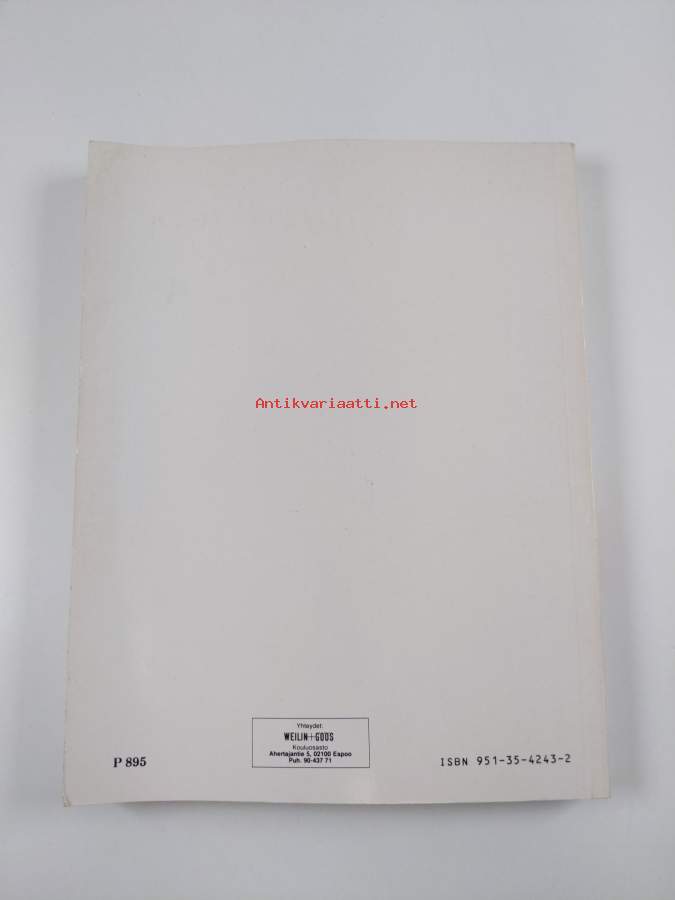 Antikvariaatti.net
Yhteydet:
WEILIN+GÖÖS
Kouluosasto
Ahertajantie 5, 02100 Espoo
Puh. 90-437 71
P 895
ISBN 951-35-4243-2